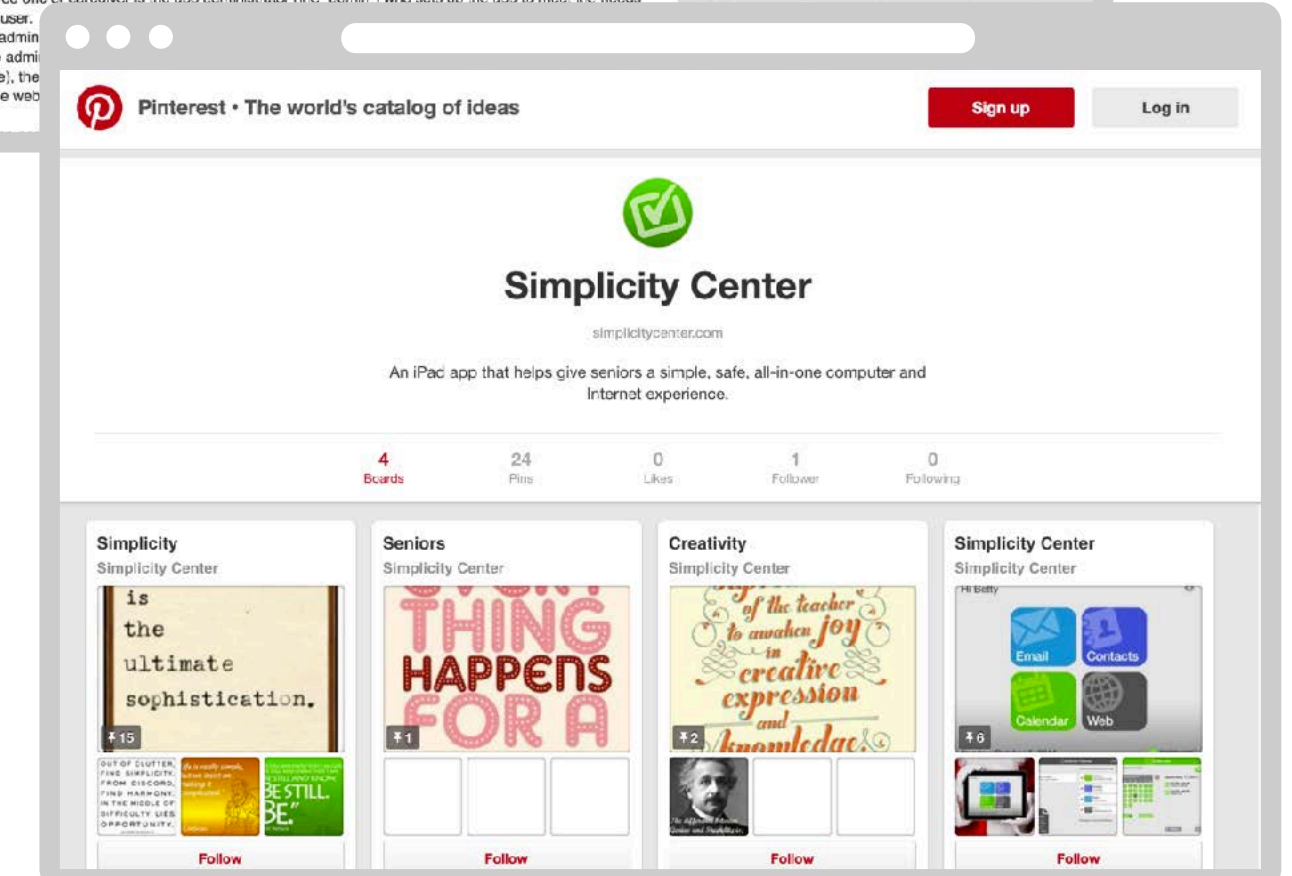 user.
Pinterest • The world's catalog of ideas
Sign up
Log in
Simplicity Center
simplicitycenter.com
An iPad app that helps give seniors a simple, safe, all-in-one computer and
Internet experience.
4
Boards
24
Pins
0
Likes
1
Follower
0
Following
Simplicity
Simplicity Center
is
the
ultimate
sophistication.
15
OUT OF CLUTTER,
FIND SIMPLICITY.
FROM DISCORD,
FIND HARMONY.
IN THE MIDDLE OF
DIFFICULTY LIES
OPPORTUNITY.
BE STILL.
BE."
Follow
Seniors
Simplicity Center
EVERY
THING
HAPPENS
FOR A
1
Follow
Creativity
Simplicity Center
of the teacher
to awaken joy
in
creative
expression
and
knowledge.
2
Follow
Simplicity Center
Simplicity Center
Hi Betty
Email
Contacts
Calendar
Web
6
Follow